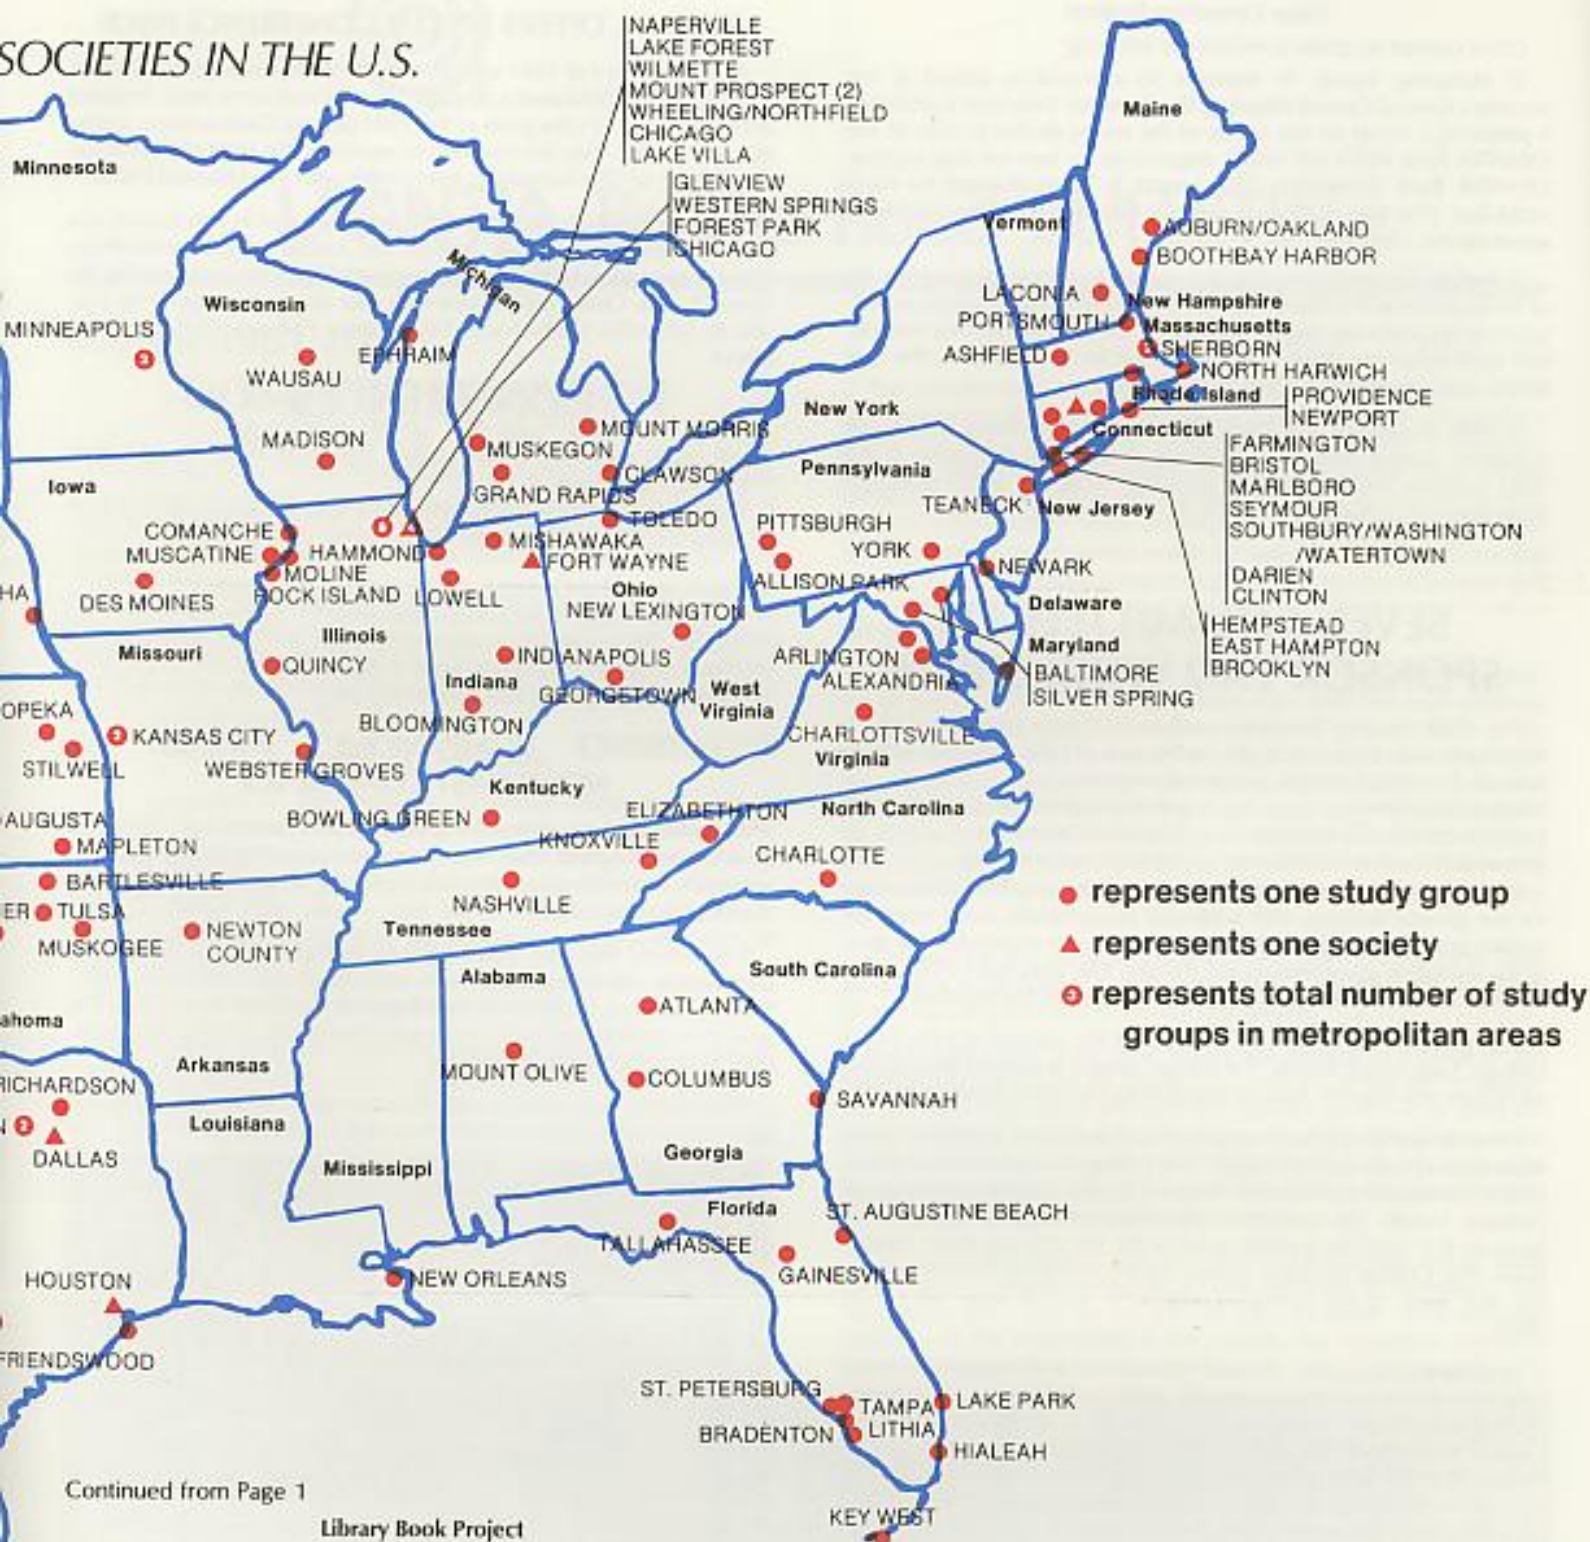 SOCIETIES IN THE U.S.
NAPERVILLE
LAKE FOREST
WILMETTE
MOUNT PROSPECT (2)
WHEELING/NORTHFIELD
CHICAGO
LAKE VILLA
GLENVIEW
WESTERN SPRINGS
FOREST PARK
CHICAGO
Maine
Minnesota
Vermont
AUBURN/OAKLAND
BOOTHBAY HARBOR
Michigan
Wisconsin
LACONIA
New Hampshire
MINNEAPOLIS
PORTSMOUTH
Massachusetts
EPHRAIM
ASHFIELD
SHERBORN
WAUSAU
NORTH HARWICH
Rhode Island
PROVIDENCE
NEWPORT
New York
MOUNT MORRIS
Connecticut
MADISON
MUSKEGON
FARMINGTON
BRISTOL
MARLBORO
SEYMOUR
SOUTHBURY/WASHINGTON
/WATERTOWN
DARIEN
CLINTON
Pennsylvania
CLAWSON
Iowa
GRAND RAPIDS
TEANECK
New Jersey
TOLEDO
PITTSBURGH
COMANCHE
MUSCATINE
HAMMOND
MISHAWAKA
YORK
FORT WAYNE
NEWARK
MOLINE
ALLISON PARK
HA
DES MOINES
ROCK ISLAND
LOWELL
Ohio
NEW LEXINGTON
Delaware
HEMPSTEAD
EAST HAMPTON
BROOKLYN
Illinois
Maryland
Missouri
QUINCY
INDIANAPOLIS
ARLINGTON
BALTIMORE
SILVER SPRING
Indiana
GEORGETOWN
West
Virginia
ALEXANDRIA
OPEKA
BLOOMINGTON
KANSAS CITY
CHARLOTTSVILLE
Virginia
STILWELL
WEBSTER GROVES
Kentucky
AUGUSTA
BOWLING GREEN
ELIZABETHTON
North Carolina
MAPLETON
KNOXVILLE
CHARLOTTE
BARTLESVILLE
represents one study group
ER
TULSA
NASHVILLE
MUSKOGEE
NEWTON
COUNTY
Tennessee
represents one society
Alabama
South Carolina
represents total number of study
groups in metropolitan areas
ATLANTA
ahoma
Arkansas
MOUNT OLIVE
COLUMBUS
RICHARDSON
SAVANNAH
N
Louisiana
DALLAS
Mississippi
Georgia
Florida
ST. AUGUSTINE BEACH
TALLAHASSEE
GAINESVILLE
HOUSTON
NEW ORLEANS
FRIENDSWOOD
ST. PETERSBURG
TAMPA
LAKE PARK
BRADENTON
LITHIA
HIALEAH
Continued from Page 1
KEY WEST
Library Book Project